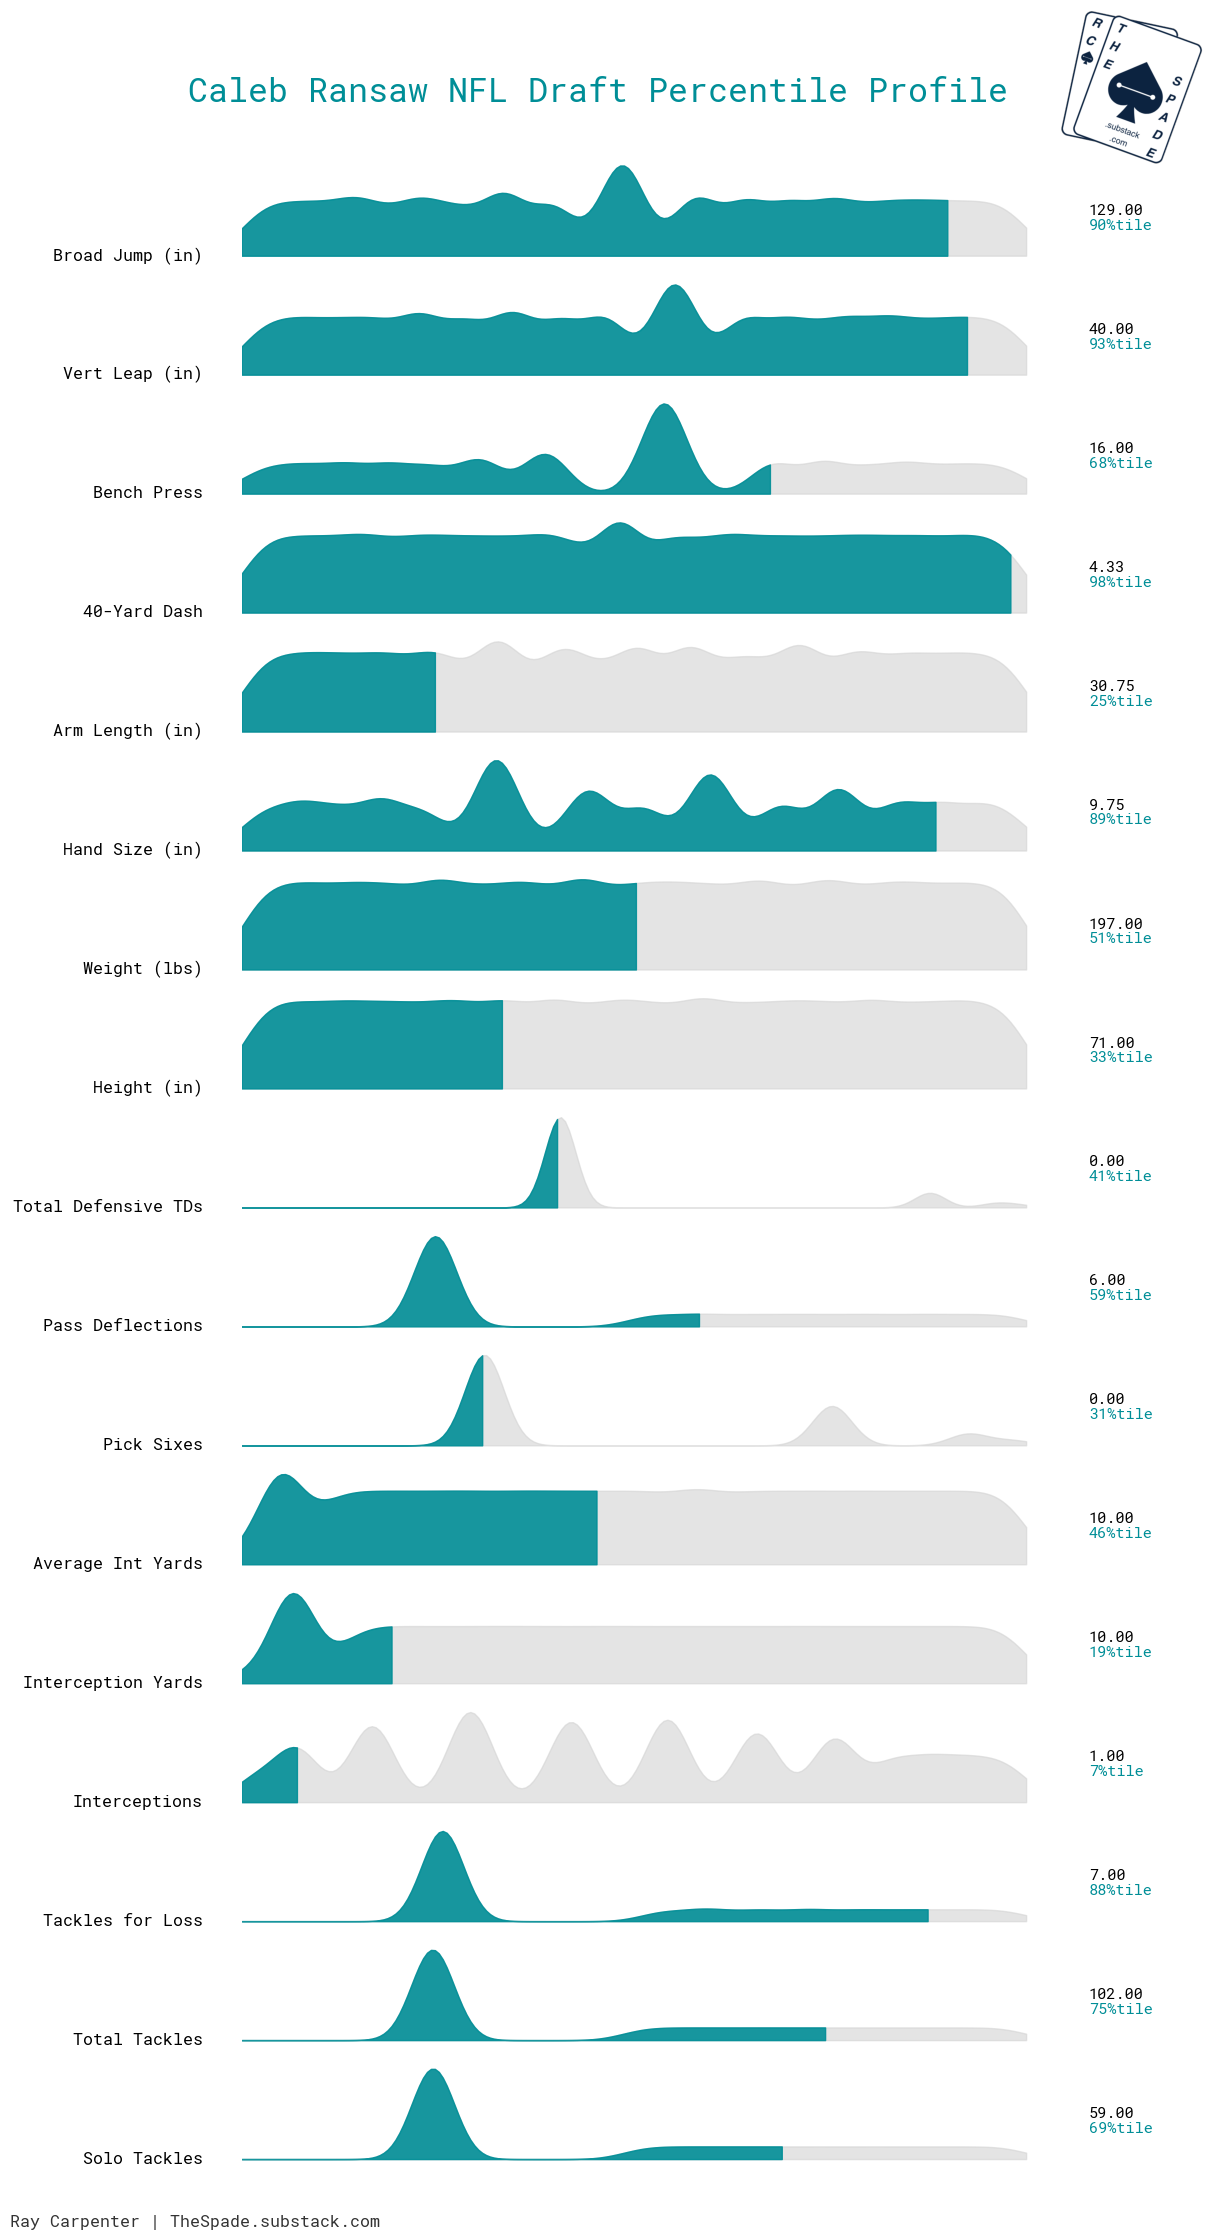 R
C
T
H
E
S
P
A
D
E
.substack
.com
Caleb Ransaw NFL Draft Percentile Profile
Broad Jump (in)
129.00
90%tile
Vert Leap (in)
40.00
93%tile
Bench Press
16.00
68%tile
40-Yard Dash
4.33
98%tile
Arm Length (in)
30.75
25%tile
Hand Size (in)
9.75
89%tile
Weight (lbs)
197.00
51%tile
Height (in)
71.00
33%tile
Total Defensive TDs
0.00
41%tile
Pass Deflections
6.00
59%tile
Pick Sixes
0.00
31%tile
Average Int Yards
10.00
46%tile
Interception Yards
10.00
19%tile
Interceptions
1.00
7%tile
Tackles for Loss
7.00
88%tile
Total Tackles
102.00
75%tile
Solo Tackles
59.00
69%tile
Ray Carpenter | TheSpade.substack.com